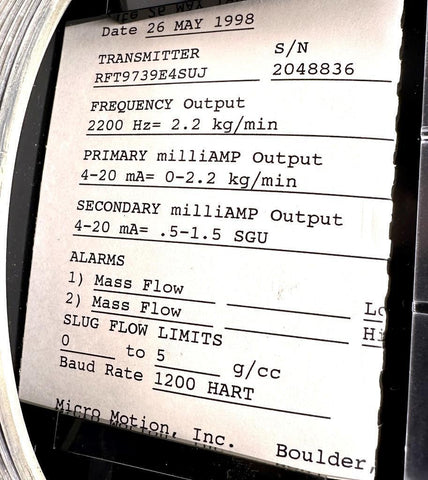 Date 26 MAY 1998
TRANSMITTER S/N
RFT9739E4SUJ 2048836
FREQUENCY Output
2200 Hz= 2.2 kg/min
PRIMARY milliAMP Output
4-20 mA= 0-2.2 kg/min
SECONDARY milliAMP Output
4-20 mA= .5-1.5 SGU
ALARMS
1) Mass Flow Lo
2) Mass Flow Hi
SLUG FLOW LIMITS
0 to 5 g/cc
Baud Rate 1200 HART
Micro Motion, Inc. Boulder,